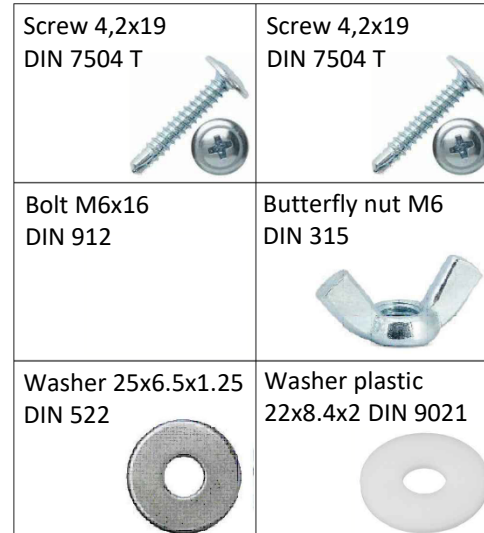 Screw 4,2x19
DIN 7504 T
Screw 4,2x19
DIN 7504 T
Bolt M6x16
DIN 912
Butterfly nut M6
DIN 315
Washer 25x6.5x1.25
DIN 522
Washer plastic
22x8.4x2 DIN 9021